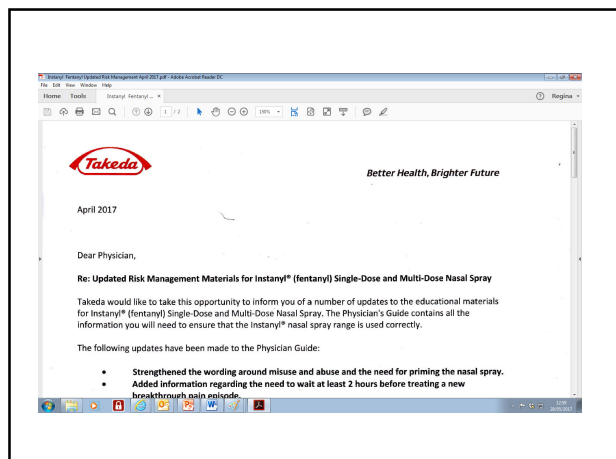 Instanyl Fentanyl Updated Risk Management April 2017.pdf - Adobe Acrobat Reader DC
File Edit View Window Help
Home Tools Instanyl Fentanyl ... × Regina
1 / 2 150%
Takeda
Better Health, Brighter Future
April 2017
Dear Physician,
Re: Updated Risk Management Materials for Instanyl® (fentanyl) Single-Dose and Multi-Dose Nasal Spray
Takeda would like to take this opportunity to inform you of a number of updates to the educational materials
for Instanyl® (fentanyl) Single-Dose and Multi-Dose Nasal Spray. The Physician's Guide contains all the
information you will need to ensure that the Instanyl® nasal spray range is used correctly.
The following updates have been made to the Physician Guide:
• Strengthened the wording around misuse and abuse and the need for priming the nasal spray.
• Added information regarding the need to wait at least 2 hours before treating a new
breakthrough pain episode.
12:59